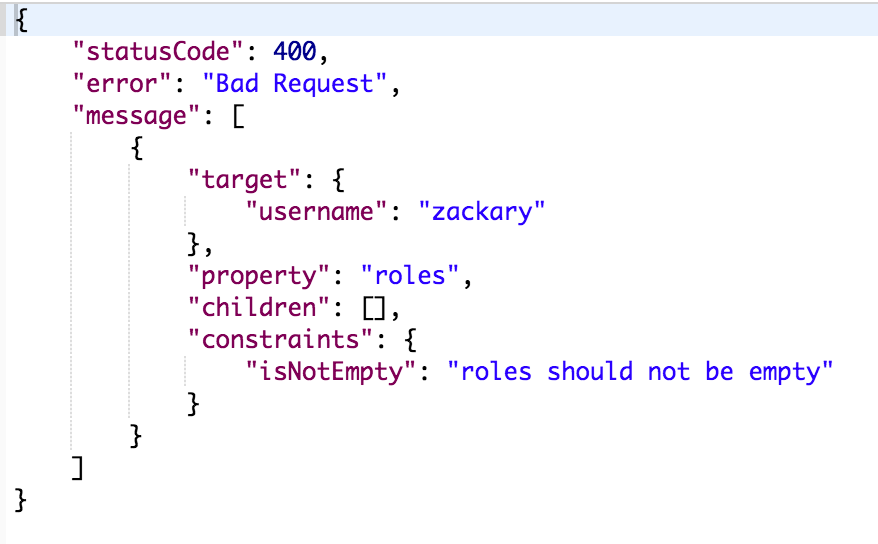 {
    "statusCode": 400,
    "error": "Bad Request",
    "message": [
        {
            "target": {
                "username": "zackary"
            },
            "property": "roles",
            "children": [],
            "constraints": {
                "isNotEmpty": "roles should not be empty"
            }
        }
    ]
}